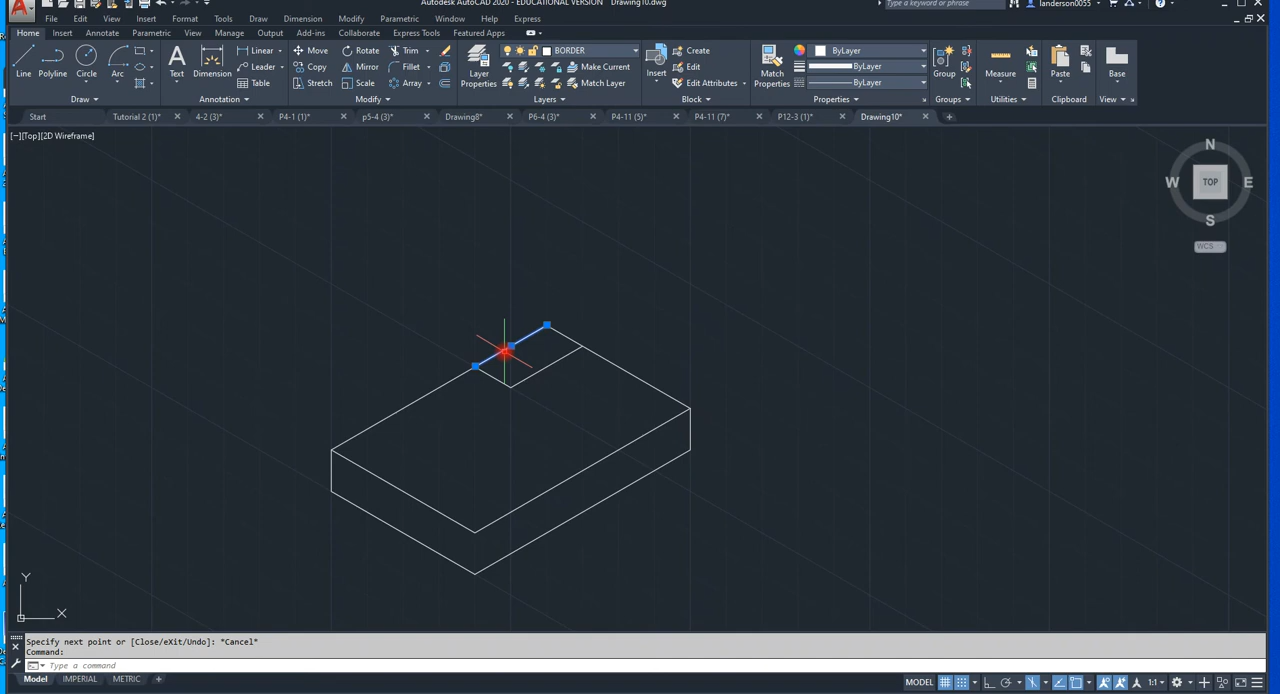 Autodesk AutoCAD 2020 - EDUCATIONAL VERSION Drawing10.dwg
Type a keyword or phrase
landerson0055
File Edit View Insert Format Tools Draw Dimension Modify Parametric Window Help Express
Home Insert Annotate Parametric View Manage Output Add-ins Collaborate Express Tools Featured Apps
Line Polyline Circle Arc
Draw
Text Dimension
Linear
Leader
Table
Annotation
Move Rotate Trim
Copy Mirror Fillet
Stretch Scale Array
Modify
Layer Properties
BORDER
Make Current
Match Layer
Layers
Insert
Create
Edit
Edit Attributes
Block
Match Properties
ByLayer
ByLayer
ByLayer
Properties
Group
Groups
Measure
Utilities
Paste
Clipboard
Base
View
Start Tutorial 2 (1)* 4-2 (3)* P4-1 (1)* p5-4 (3)* Drawing8* P6-4 (3)* P4-11 (5)* P4-11 (7)* P12-3 (1)* Drawing10*
[−][Top][2D Wireframe]
N
W TOP E
S
WCS
Y
X
Specify next point or [Close/eXit/Undo]: *Cancel*
Command:
Type a command
Model IMPERIAL METRIC
MODEL 1:1